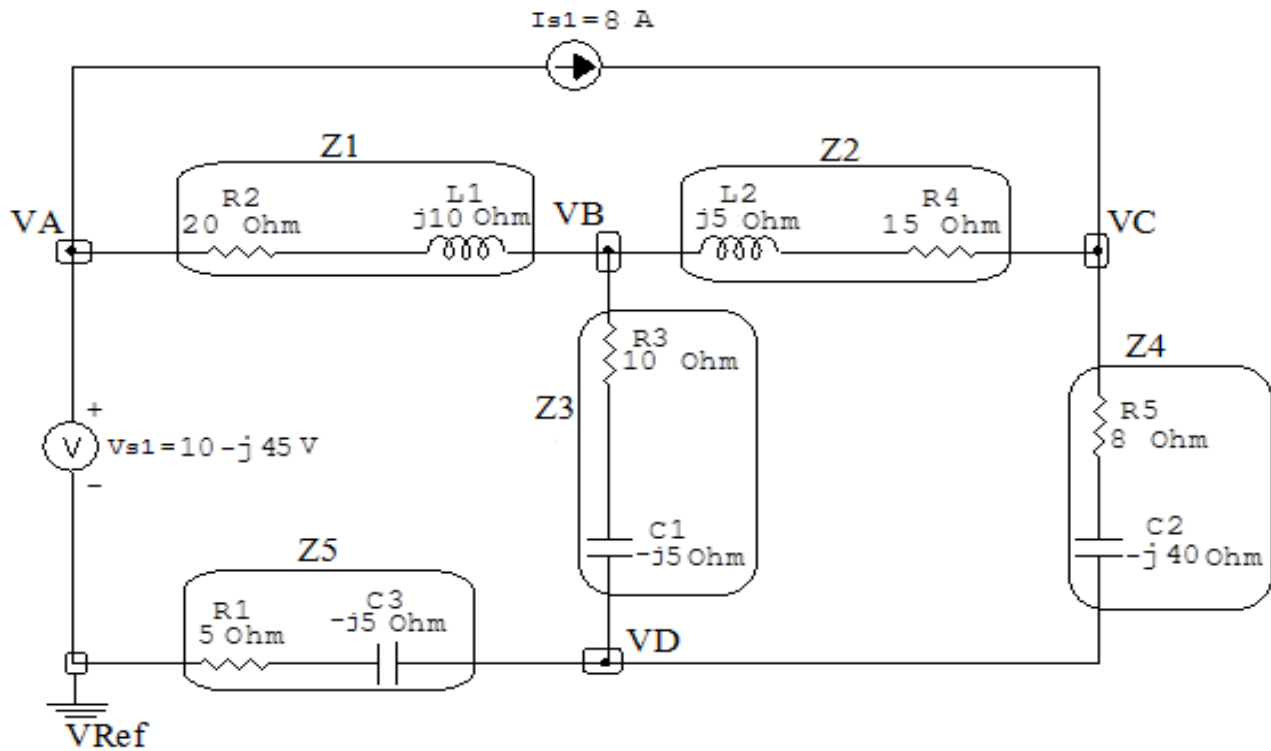 Is1=8 A
Z1
Z2
R2
20 Ohm
L1
j10 Ohm
L2
j5 Ohm
R4
15 Ohm
VA
VB
VC
R3
10 Ohm
Z3
Z4
R5
8 Ohm
+
V
Vs1=10-j 45 V
−
C1
-j5 Ohm
C2
-j 40 Ohm
Z5
R1
5 Ohm
C3
-j5 Ohm
VD
VRef